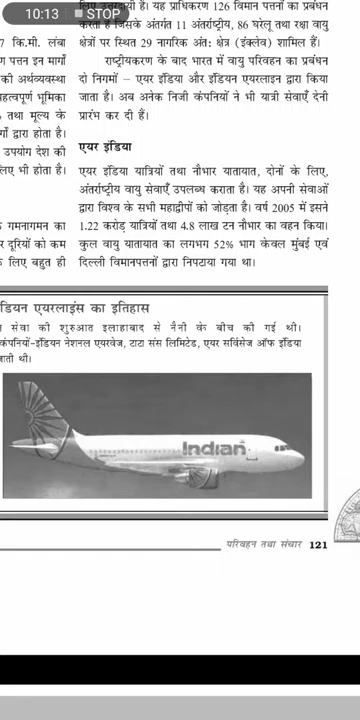 10:13 STOP
लिए उत्तरदायी है। यह प्राधिकरण 126 विमान पत्तनों का प्रबंधन
करता है जिसके अंतर्गत 11 अंतर्राष्ट्रीय, 86 घरेलू तथा रक्षा वायु
क्षेत्रों पर स्थित 29 नागरिक अंत: क्षेत्र (इंक्लेव) शामिल हैं।
राष्ट्रीयकरण के बाद भारत में वायु परिवहन का प्रबंधन
दो निगमों – एयर इंडिया और इंडियन एयरलाइन द्वारा किया
जाता है। अब अनेक निजी कंपनियों ने भी यात्री सेवाएँ देनी
प्रारंभ कर दी हैं।
एयर इंडिया
एयर इंडिया यात्रियों तथा नौभार यातायात, दोनों के लिए,
अंतर्राष्ट्रीय वायु सेवाएँ उपलब्ध कराता है। यह अपनी सेवाओं
द्वारा विश्व के सभी महाद्वीपों को जोड़ता है। वर्ष 2005 में इसने
1.22 करोड़ यात्रियों तथा 4.8 लाख टन नौभार का वहन किया।
कुल वायु यातायात का लगभग 52% भाग केवल मुंबई एवं
दिल्ली विमानपत्तनों द्वारा निपटाया गया था।
7 कि.मी. लंबा
पत्तन इन मार्गों
की अर्थव्यवस्था
हत्वपूर्ण भूमिका
तथा मूल्य के
र्गों द्वारा होता है।
उपयोग देश की
लिए भी होता है।
के गमनागमन का
र दूरियों को कम
के लिए बहुत ही
डियन एयरलाइंस का इतिहास
सेवा की शुरुआत इलाहाबाद से नैनी के बीच की गई थी।
कंपनियों-इंडियन नेशनल एयरवेज, टाटा संस लिमिटेड, एयर सर्विसेज ऑफ इंडिया
जाती थी।
Indian
परिवहन तथा संचार 121